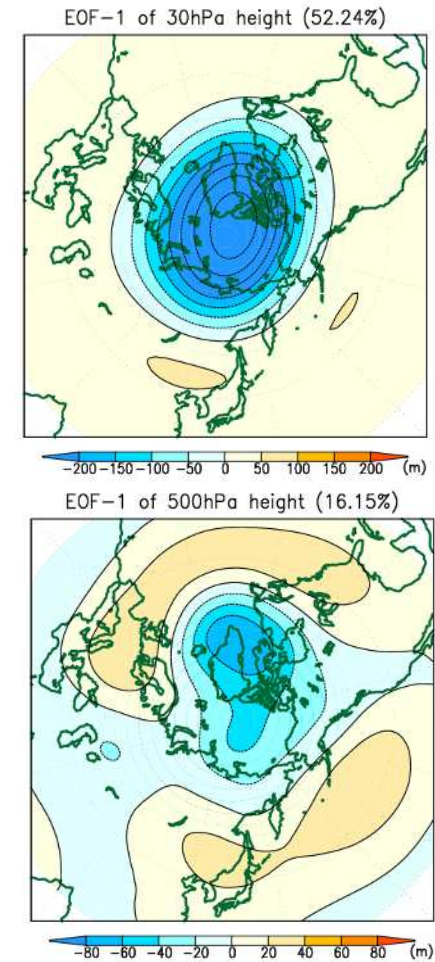 EOF-1 of 30hPa height (52.24%)
-200 -150 -100 -50 0 50 100 150 200 (m)
EOF-1 of 500hPa height (16.15%)
-80 -60 -40 -20 0 20 40 60 80 (m)